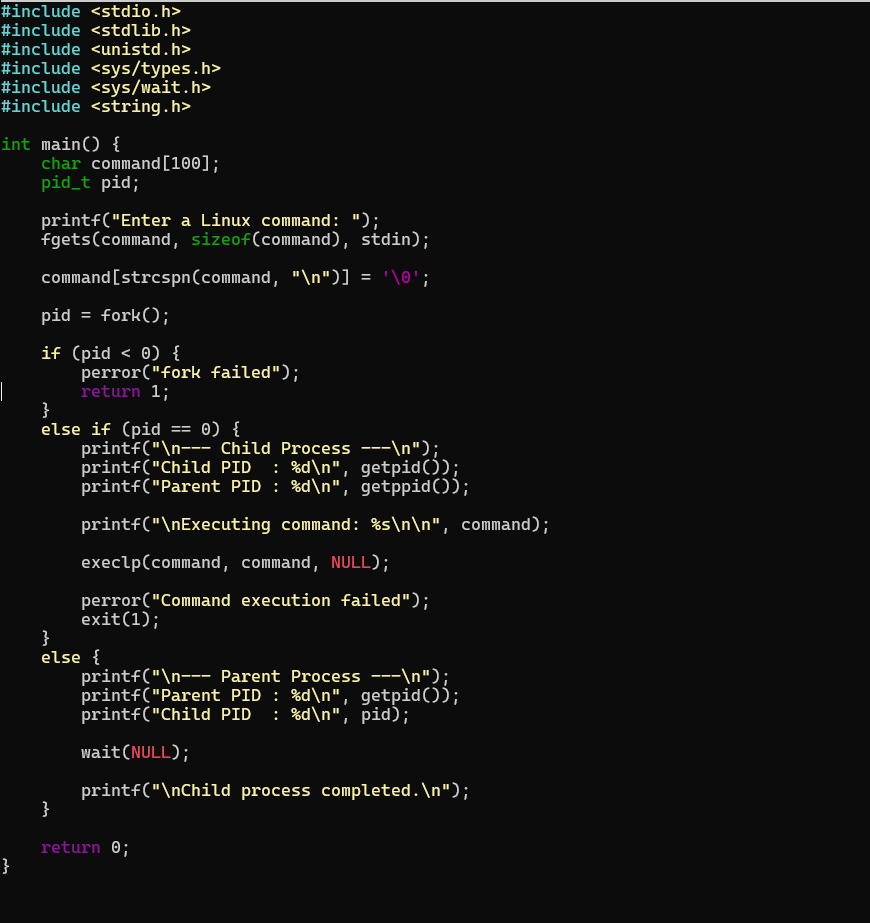 #include <stdio.h>
#include <stdlib.h>
#include <unistd.h>
#include <sys/types.h>
#include <sys/wait.h>
#include <string.h>

int main() {
    char command[100];
    pid_t pid;

    printf("Enter a Linux command: ");
    fgets(command, sizeof(command), stdin);

    command[strcspn(command, "\n")] = '\0';

    pid = fork();

    if (pid < 0) {
        perror("fork failed");
        return 1;
    }
    else if (pid == 0) {
        printf("\n--- Child Process ---\n");
        printf("Child PID  : %d\n", getpid());
        printf("Parent PID : %d\n", getppid());

        printf("\nExecuting command: %s\n\n", command);

        execlp(command, command, NULL);

        perror("Command execution failed");
        exit(1);
    }
    else {
        printf("\n--- Parent Process ---\n");
        printf("Parent PID : %d\n", getpid());
        printf("Child PID  : %d\n", pid);

        wait(NULL);

        printf("\nChild process completed.\n");
    }

    return 0;
}